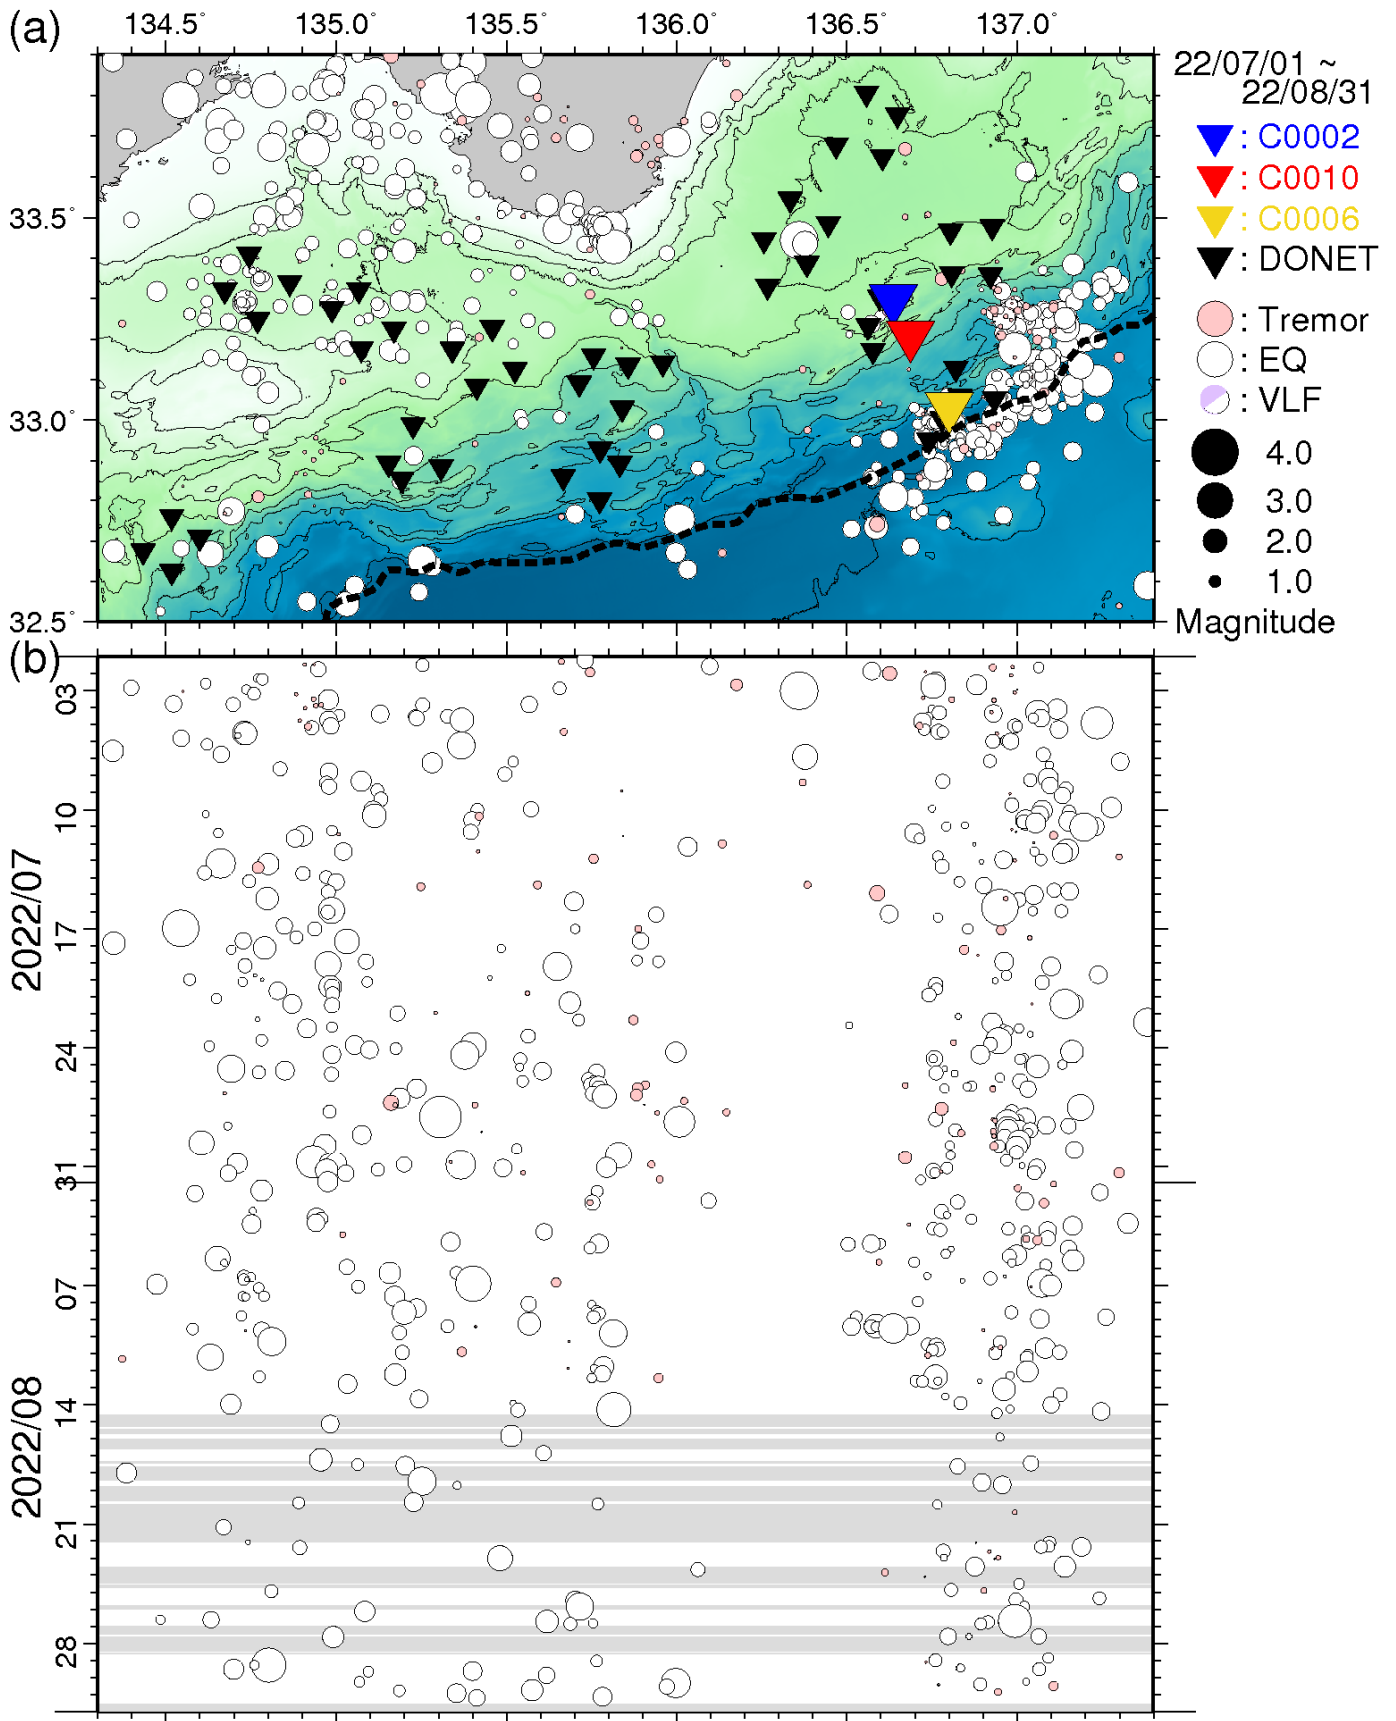 (a)
134.5° 135.0° 135.5° 136.0° 136.5° 137.0°
33.5°
33.0°
32.5°
22/07/01 ~
22/08/31
: C0002
: C0010
: C0006
: DONET
: Tremor
: EQ
: VLF
4.0
3.0
2.0
1.0
Magnitude
(b)
2022/07
03
10
17
24
31
2022/08
07
14
21
28